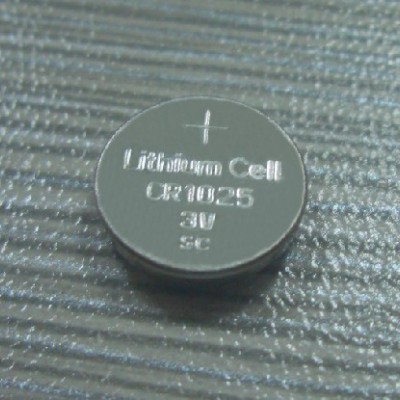 +
Lithium Cell
CR1025
3V
SC